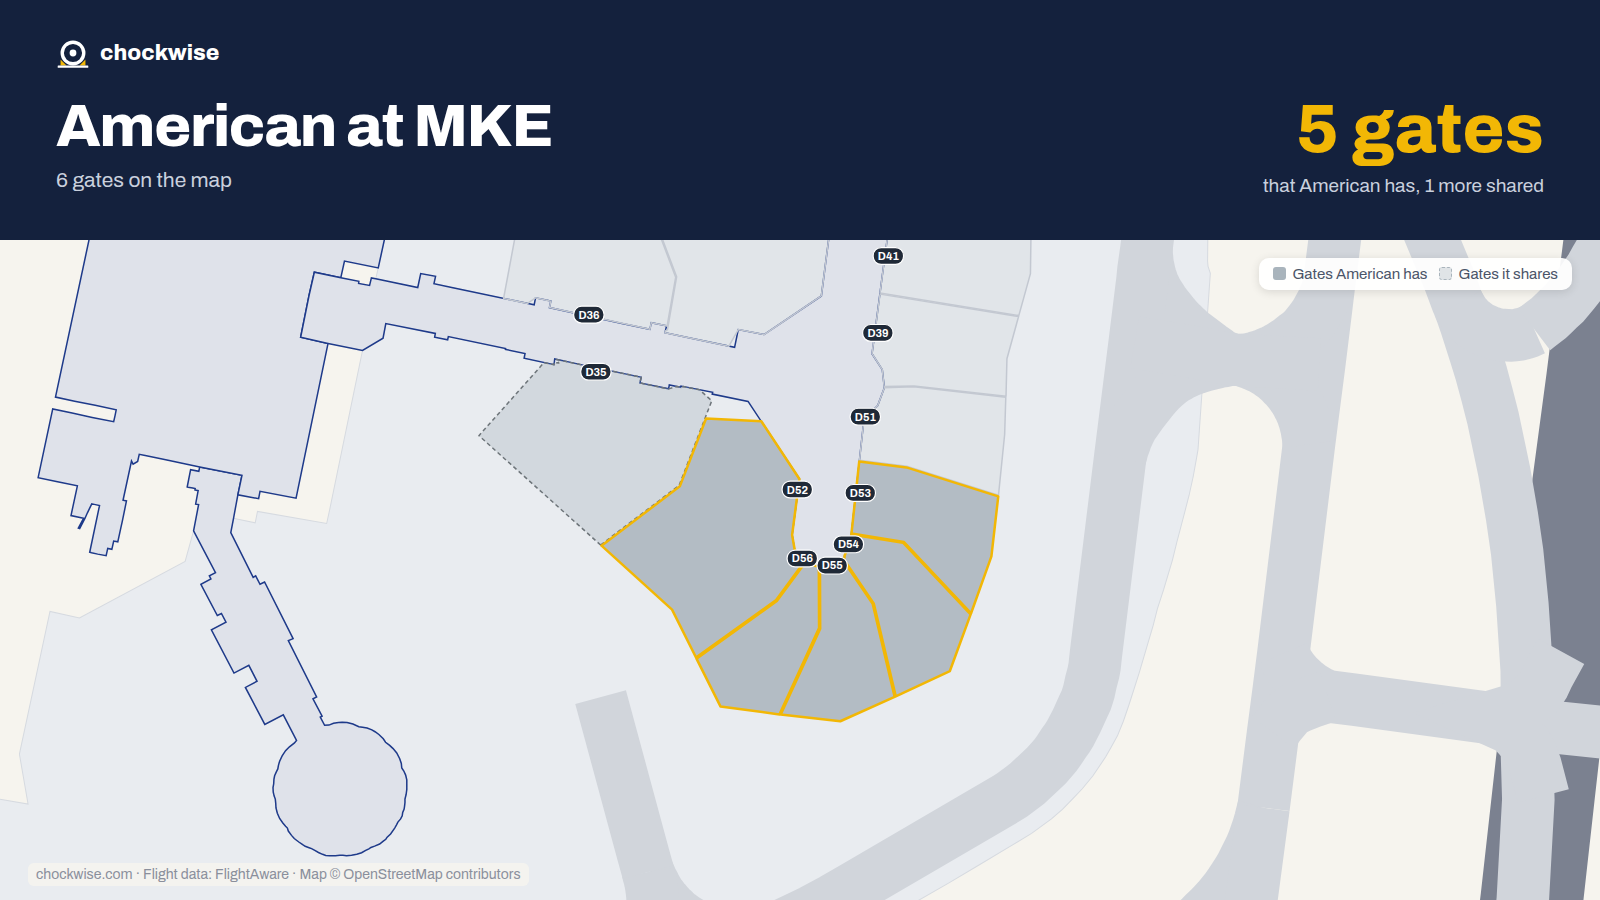 chockwise
American at MKE
6 gates on the map
5 gates
that American has, 1 more shared
Gates American has
Gates it shares
D41
D36
D39
D35
D51
D52
D53
D54
D56
D55
chockwise.com · Flight data: FlightAware · Map © OpenStreetMap contributors